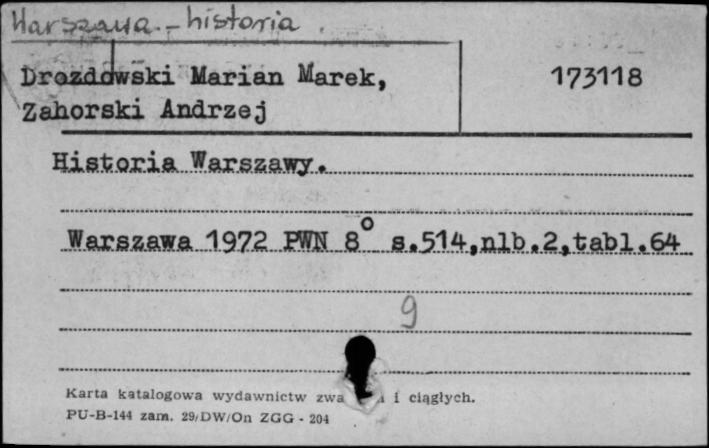 Warszawa - historia
Drozdowski Marian Marek, 173118
Zahorski Andrzej
Historia Warszawy.
Warszawa 1972 PWN 8° s.514,nlb.2,tabl.64
9
Karta katalogowa wydawnictw i ciągłych.
PU-B-144 zam. 29/DW/On ZGG - 204